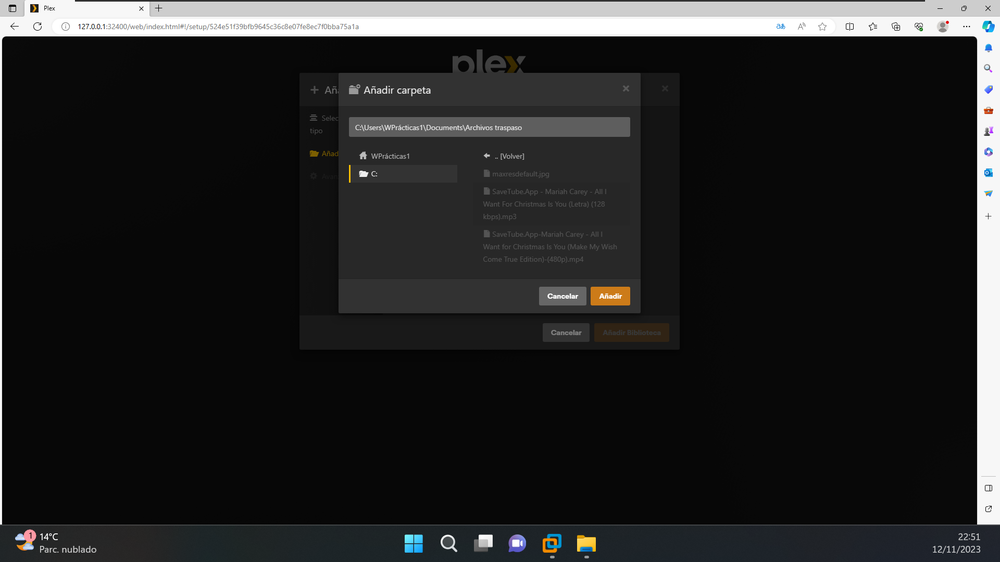 Plex
127.0.0.1:32400/web/index.html#!/setup/524e51f39bfb9645c36c8e07fe8ec7f0bba75a1a
plex
Aña
Añadir carpeta
Selec
tipo
Añad
Avan
C:\Users\WPrácticas1\Documents\Archivos traspaso
WPrácticas1
C:
.. [Volver]
maxresdefault.jpg
SaveTube.App - Mariah Carey - All I
Want For Christmas Is You (Letra) (128
kbps).mp3
SaveTube.App-Mariah Carey - All I
Want for Christmas Is You (Make My Wish
Come True Edition)-(480p).mp4
Cancelar
Añadir
Cancelar
Añadir Biblioteca
1
14°C
Parc. nublado
22:51
12/11/2023